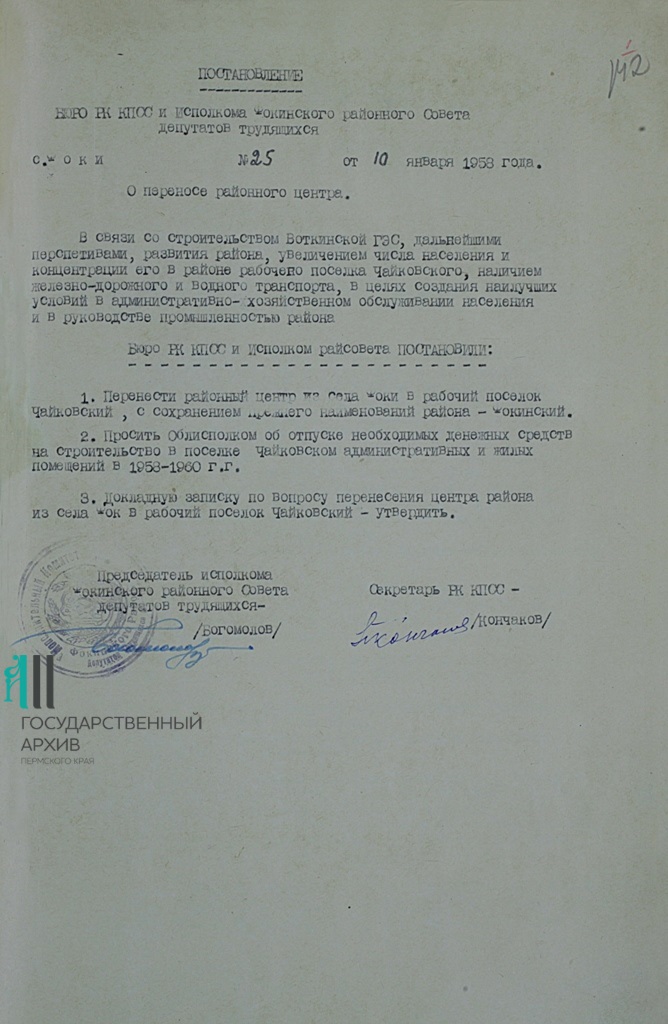 142
ПОСТАНОВЛЕНИЕ
БЮРО РК КПСС и Исполкома Фокинского районного Совета
депутатов трудящихся
с.Ф о к и №25 от 10 января 1958 года.
О переносе районного центра.
В связи со строительством Воткинской ГЭС, дальнейшими
перспетивами, развития района, увеличением числа населения и
концентрации его в районе рабочего поселка Чайковского, наличием
железно-дорожного и водного транспорта, в целях создания наилучших
условий в административно-хозяйственном обслуживании населения
и в руководстве промышленностью района
Бюро РК КПСС и Исполком райсовета ПОСТАНОВИЛИ:
1. Перенести районный центр из села Фоки в рабочий поселок
Чайковский , с сохранением прежнего наименований района - Фокинский.
2. Просить Облисполком об отпуске необходимых денежных средств
на строительство в поселке Чайковском административных и жилых
помещений в 1958-1960 г.г.
3. Докладную записку по вопросу перенесения центра района
из села Фок в рабочий поселок Чайковский - утвердить.
Председатель исполкома
Фокинского районного Совета
депутатов трудящихся-
/Богомолов/
Секретарь РК КПСС -
/Кончаков/
ГОСУДАРСТВЕННЫЙ
АРХИВ
ПЕРМСКОГО КРАЯ